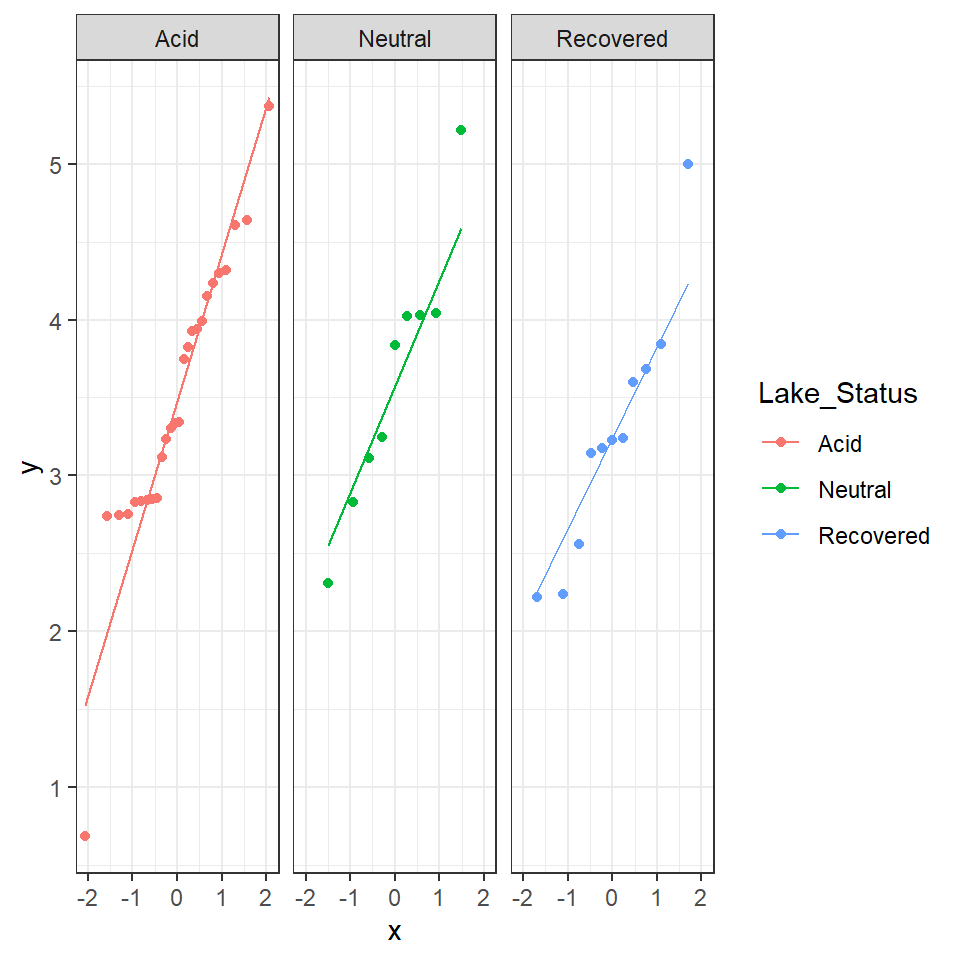 Acid Neutral Recovered
5
4
3
2
1
y
-2 -1 0 1 2 -2 -1 0 1 2 -2 -1 0 1 2
x
Lake_Status
Acid
Neutral
Recovered